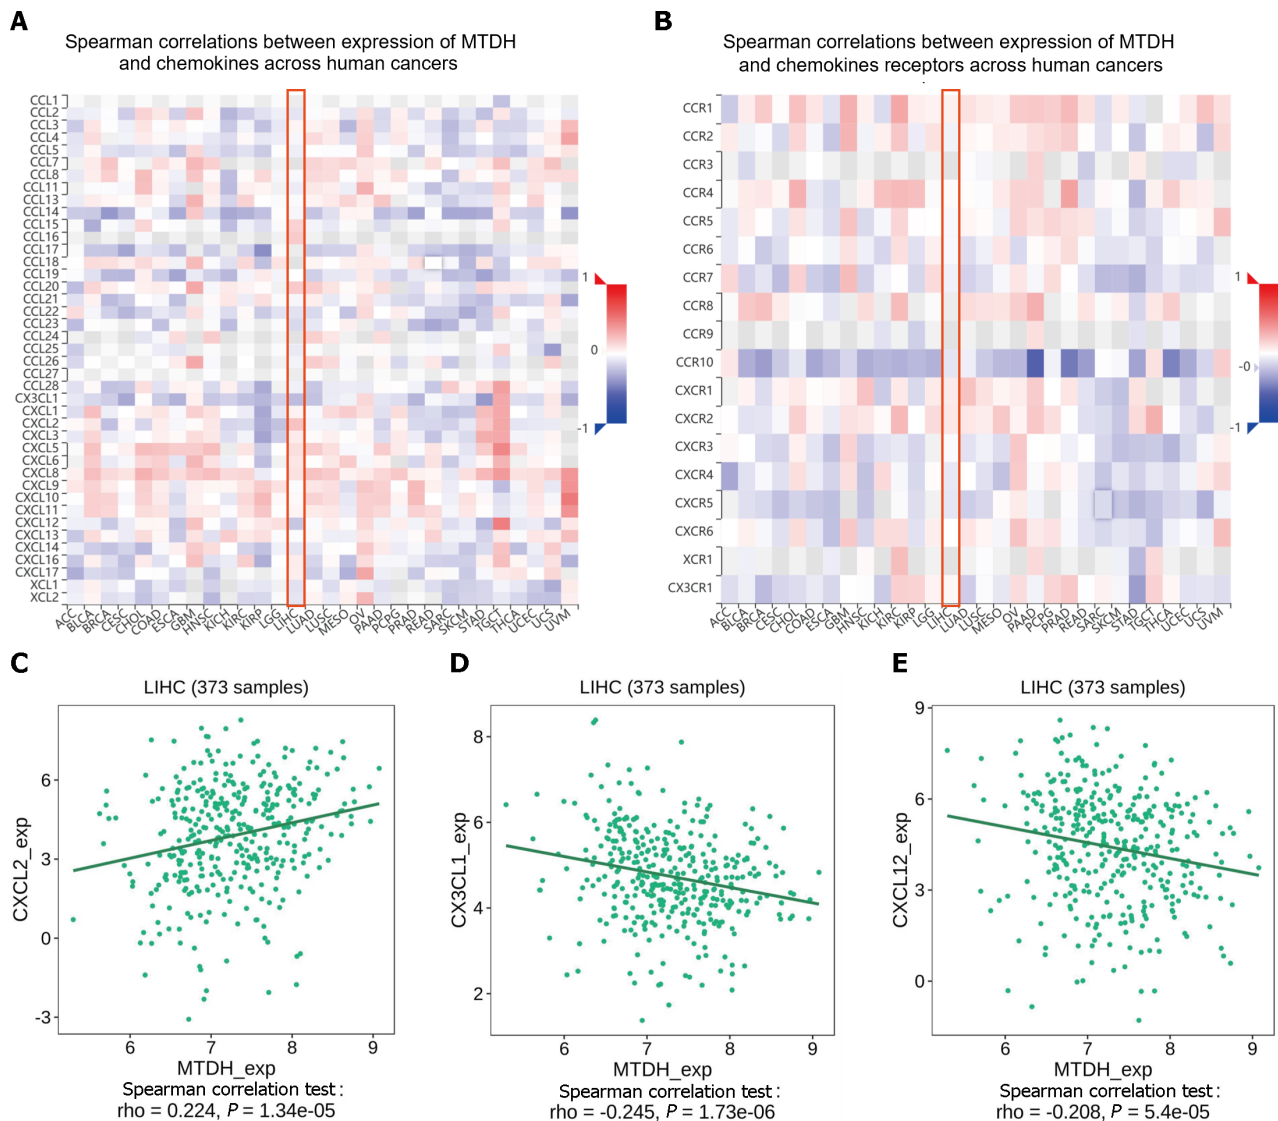 A
Spearman correlations between expression of MTDH
and chemokines across human cancers
CCL1
CCL2
CCL3
CCL4
CCL5
CCL7
CCL8
CCL11
CCL13
CCL14
CCL15
CCL16
CCL17
CCL18
CCL19
CCL20
CCL21
CCL22
CCL23
CCL24
CCL25
CCL26
CCL27
CCL28
CX3CL1
CXCL1
CXCL2
CXCL3
CXCL5
CXCL6
CXCL8
CXCL9
CXCL10
CXCL11
CXCL12
CXCL13
CXCL14
CXCL16
CXCL17
XCL1
XCL2
ACC BLCA BRCA CESC CHOL COAD ESCA GBM HNSC KICH KIRC KIRP LGG LIHC LUAD LUSC MESO OV PAAD PCPG PRAD READ SARC SKCM STAD TGCT THCA UCEC UCS UVM
1
0
-1
B
Spearman correlations between expression of MTDH
and chemokines receptors across human cancers
CCR1
CCR2
CCR3
CCR4
CCR5
CCR6
CCR7
CCR8
CCR9
CCR10
CXCR1
CXCR2
CXCR3
CXCR4
CXCR5
CXCR6
XCR1
CX3CR1
ACC BLCA BRCA CESC CHOL COAD ESCA GBM HNSC KICH KIRC KIRP LGG LIHC LUAD LUSC MESO OV PAAD PCPG PRAD READ SARC SKCM STAD TGCT THCA UCEC UCS UVM
1
-0
-1
C
LIHC (373 samples)
CXCL2_exp
6
3
0
-3
6 7 8 9
MTDH_exp
Spearman correlation test:
rho = 0.224, P = 1.34e-05
D
LIHC (373 samples)
CX3CL1_exp
8
6
4
2
6 7 8 9
MTDH_exp
Spearman correlation test:
rho = -0.245, P = 1.73e-06
E
LIHC (373 samples)
CXCL12_exp
9
6
3
0
6 7 8 9
MTDH_exp
Spearman correlation test:
rho = -0.208, P = 5.4e-05